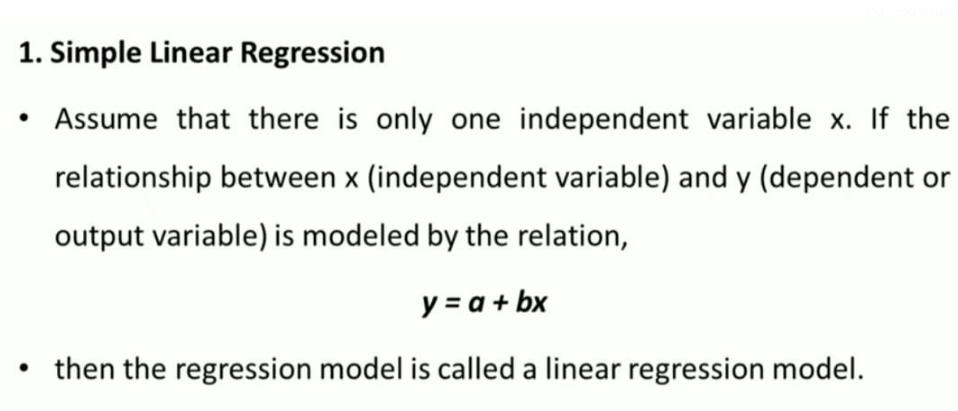 1. Simple Linear Regression
• Assume that there is only one independent variable x. If the
relationship between x (independent variable) and y (dependent or
output variable) is modeled by the relation,
y = a + bx
• then the regression model is called a linear regression model.